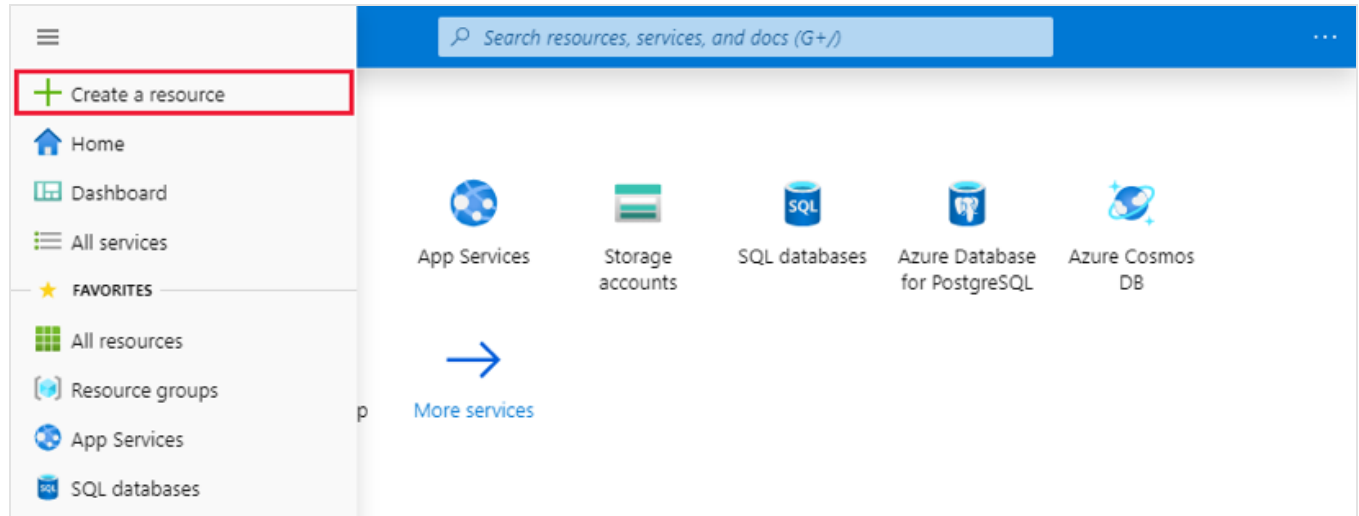 Search resources, services, and docs (G+/)
...
Create a resource
Home
Dashboard
All services
FAVORITES
All resources
Resource groups
App Services
SQL databases
App Services
Storage
accounts
SQL
SQL databases
Azure Database
for PostgreSQL
Azure Cosmos
DB
p
More services